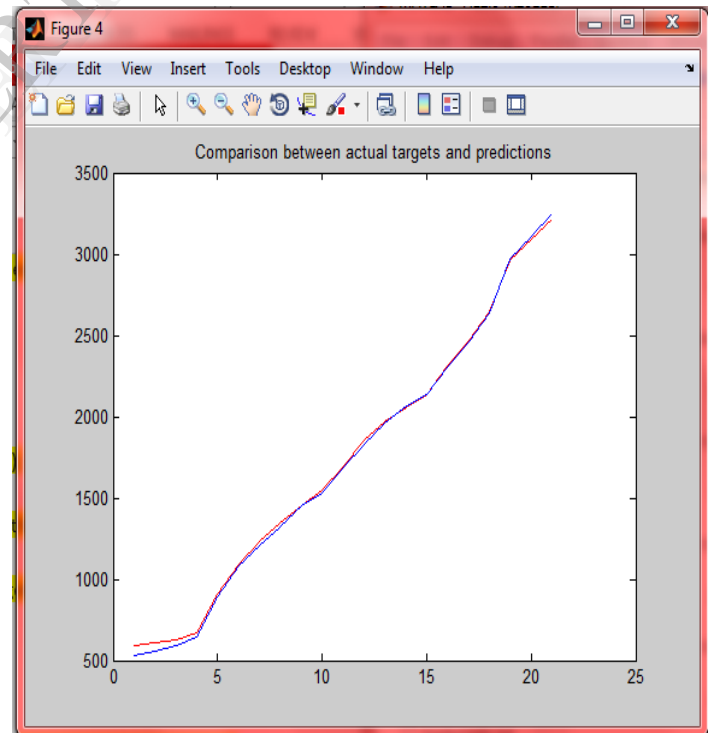 Figure 4
File Edit View Insert Tools Desktop Window Help
Comparison between actual targets and predictions
3500
3000
2500
2000
1500
1000
500
0 5 10 15 20 25